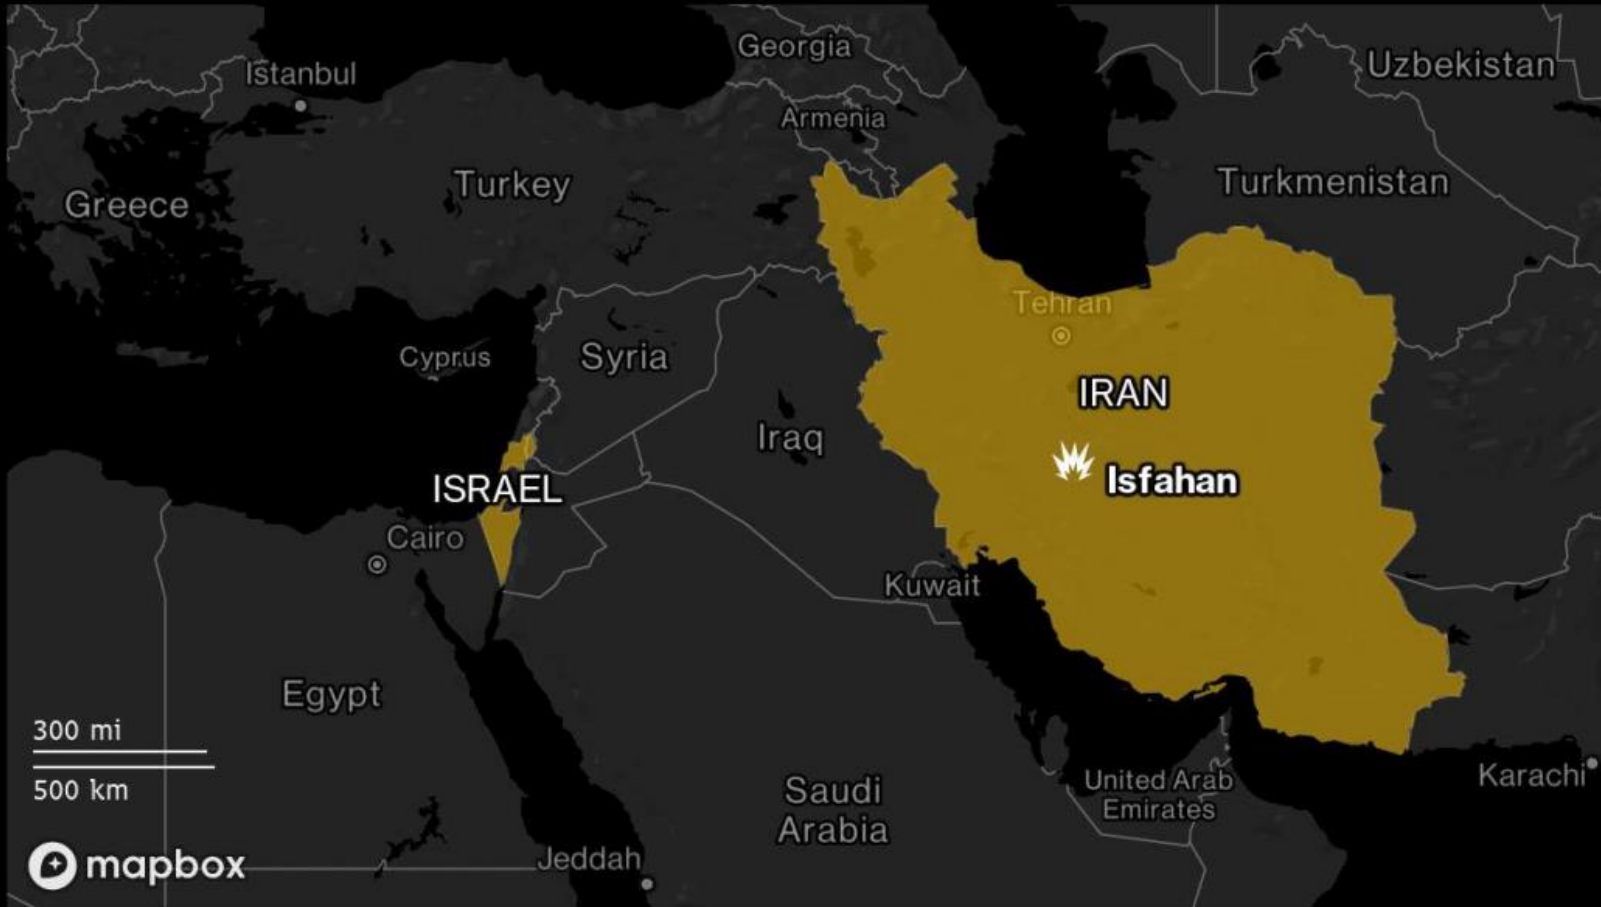 Georgia
Uzbekistan
Istanbul
Armenia
Turkey
Turkmenistan
Greece
Tehran
Cyprus
Syria
IRAN
Iraq
Isfahan
ISRAEL
Cairo
Kuwait
Egypt
300 mi
500 km
Saudi
Arabia
United Arab
Emirates
Karachi
Jeddah
mapbox